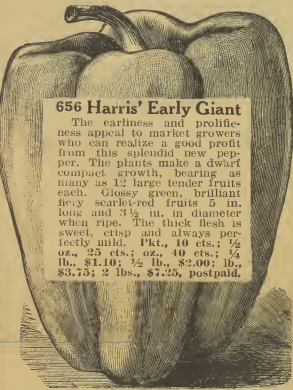 656 Harris' Early Giant
The earliness and prolific-
ness appeal to market growers
who can realize a good profit
from this splendid new pep-
per. The plants make a dwarf
compact growth, bearing as
many as 12 large tender fruits
each. Glossy green, brilliant
fiery scarlet-red fruits 5 in.
long and 3½ in. in diameter
when ripe. The thick flesh is
sweet, crisp and always per-
fectly mild. Pkt., 10 cts.; ½
oz., 25 cts.; oz., 40 cts.; ¼
lb., $1.10; ½ lb., $2.00; lb.,
$3.75; 2 lbs., $7.25, postpaid.